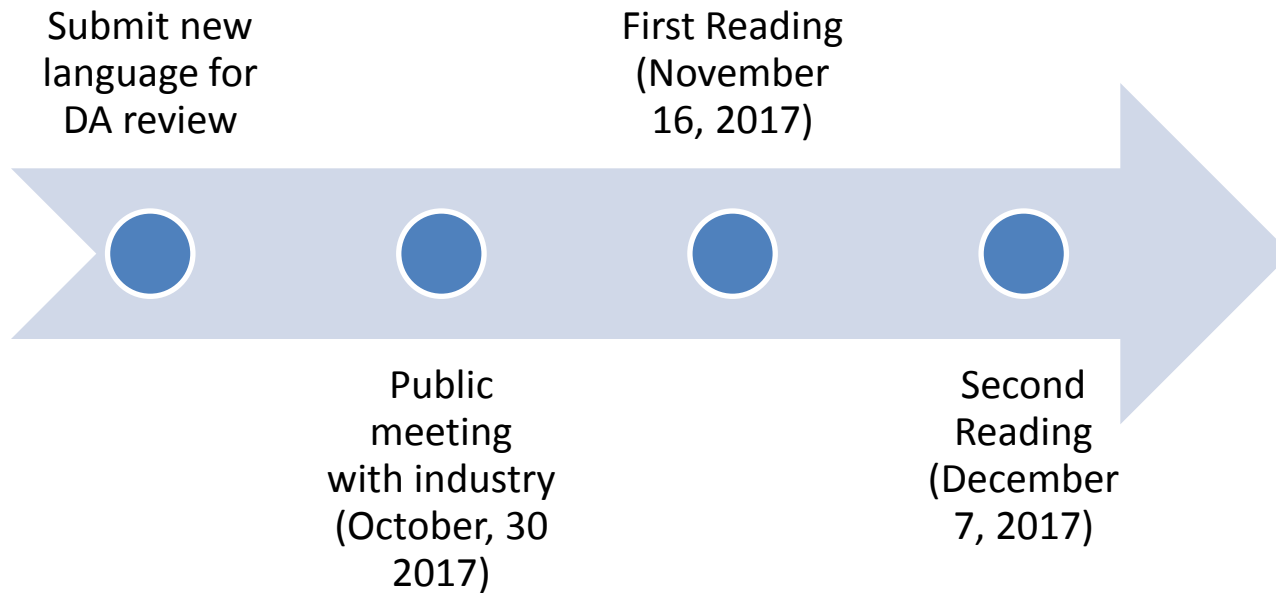 Submit new
language for
DA review
Public
meeting
with industry
(October, 30
2017)
First Reading
(November
16, 2017)
Second
Reading
(December
7, 2017)